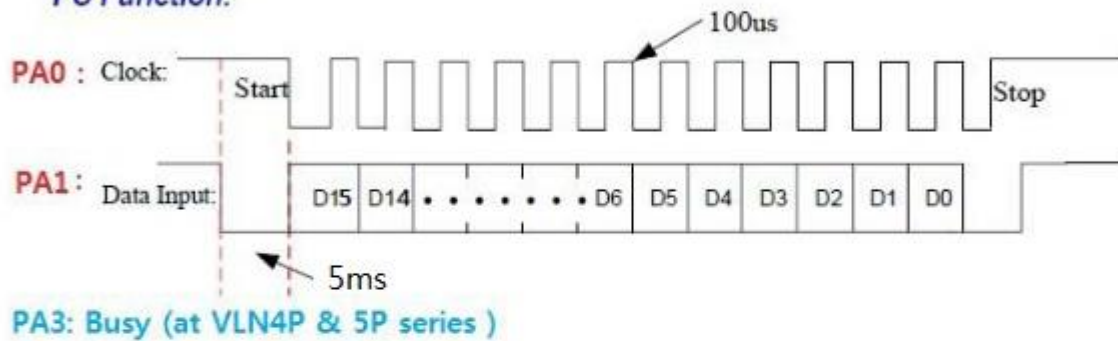 100us
PA0 : Clock:
Start
Stop
PA1: Data Input:
D15 D14 • • • • • • • D6 D5 D4 D3 D2 D1 D0
5ms
PA3: Busy (at VLN4P & 5P series )